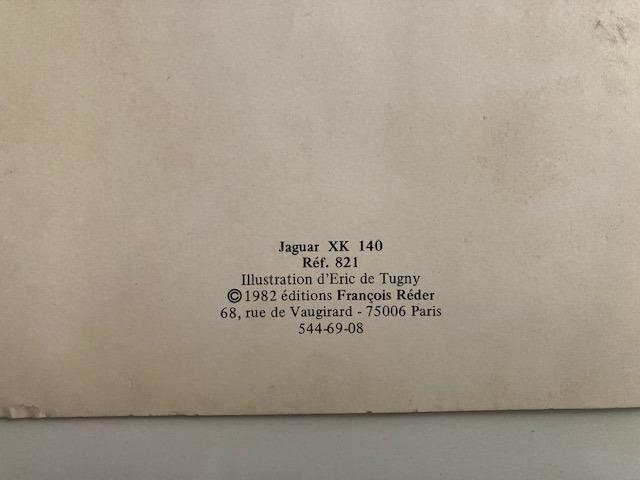 Jaguar XK 140
Réf. 821
Illustration d'Eric de Tugny
©1982 éditions François Réder
68, rue de Vaugirard - 75006 Paris
544-69-08